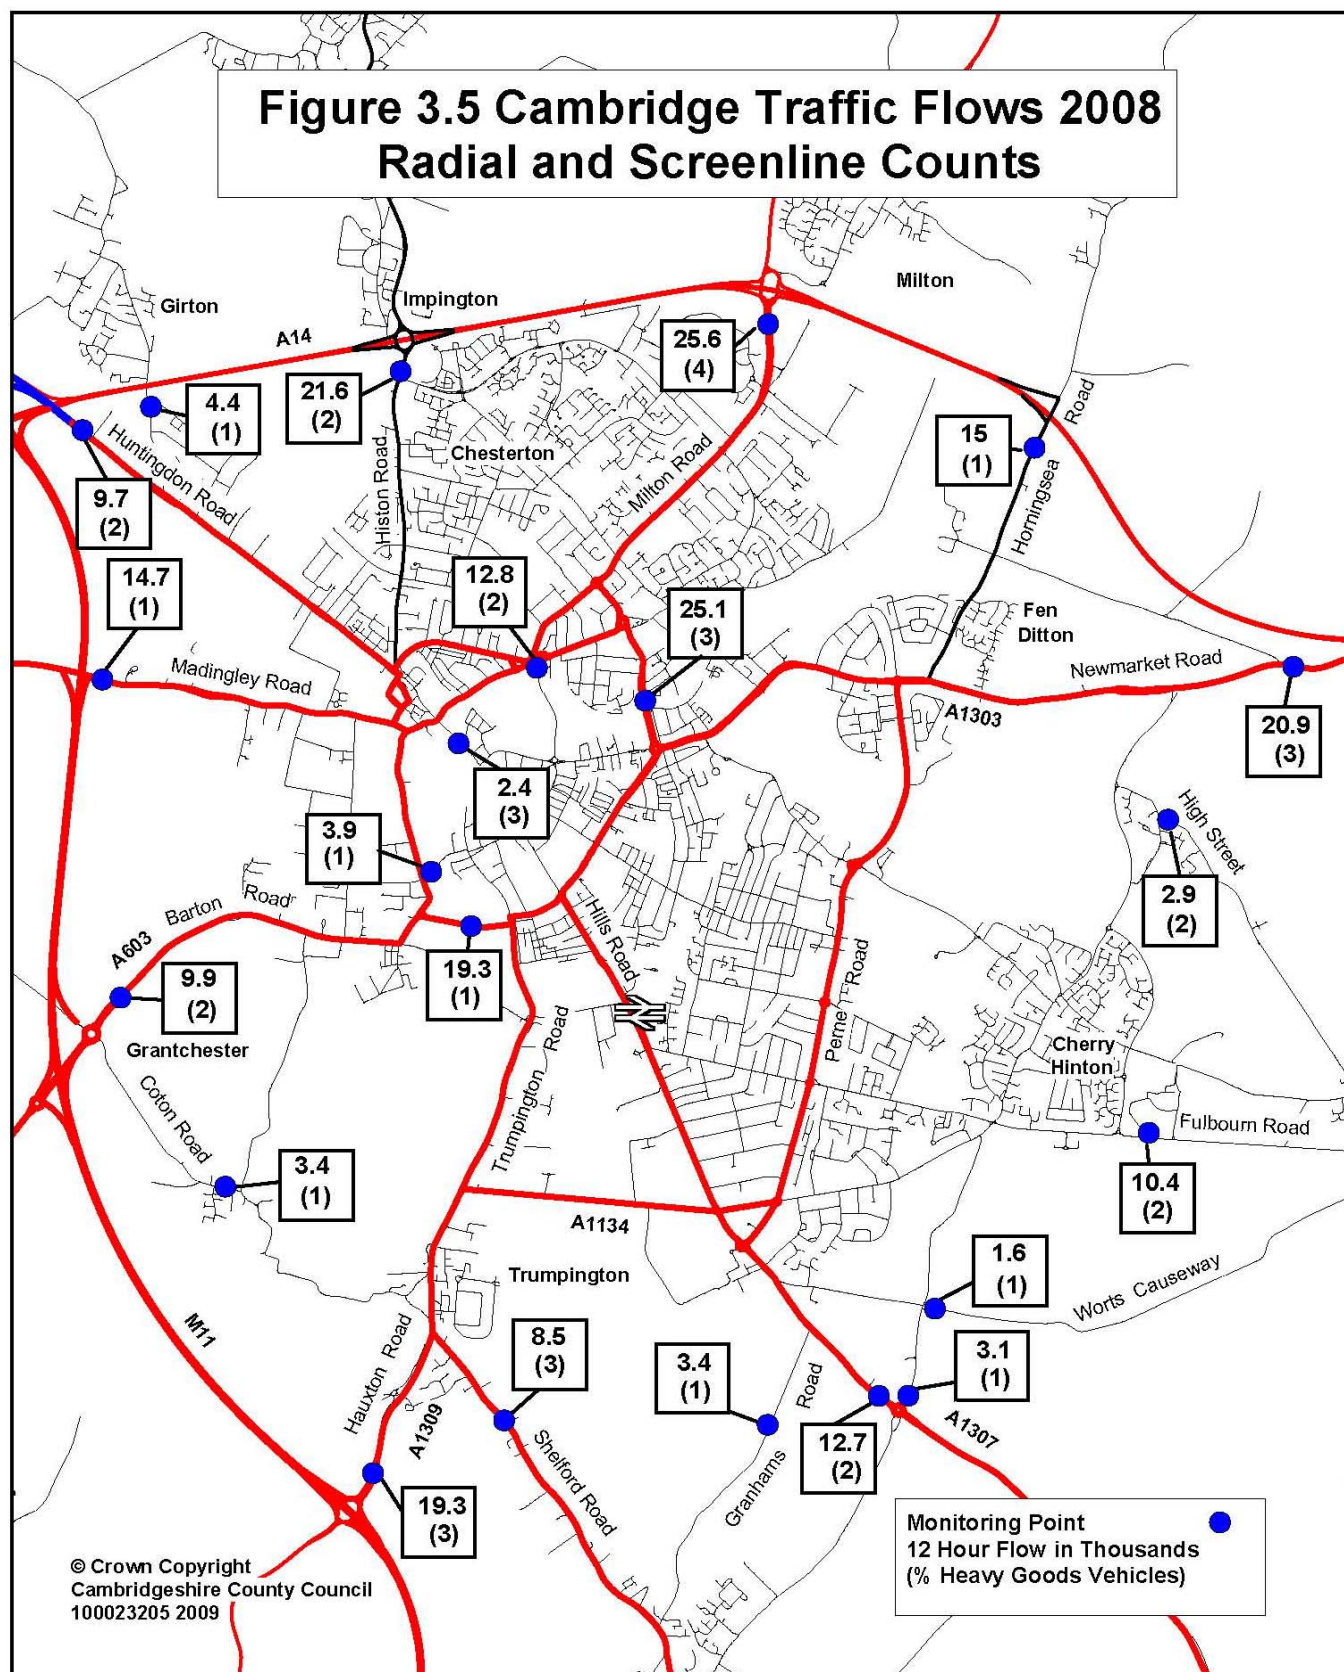 Figure 3.5 Cambridge Traffic Flows 2008
Radial and Screenline Counts
Milton
Girton
Impington
A14
25.6
(4)
4.4
(1)
21.6
(2)
Road
Huntingdon Road
Histon Road
Chesterton
Milton Road
15
(1)
Horningsea
9.7
(2)
14.7
(1)
12.8
(2)
25.1
(3)
Fen
Ditton
Madingley Road
Newmarket Road
A1303
20.9
(3)
2.4
(3)
High Street
3.9
(1)
2.9
(2)
Barton Road
A603
Hills Road
19.3
(1)
9.9
(2)
Perne Road
Grantchester
Cherry
Hinton
Coton Road
Trumpington Road
Fulbourn Road
3.4
(1)
10.4
(2)
A1134
Trumpington
1.6
(1)
Worts Causeway
M11
Hauxton Road
8.5
(3)
3.4
(1)
3.1
(1)
Road
A1309
A1307
12.7
(2)
Shelford Road
Granhams
19.3
(3)
Monitoring Point
12 Hour Flow in Thousands
(% Heavy Goods Vehicles)
© Crown Copyright
Cambridgeshire County Council
100023205 2009